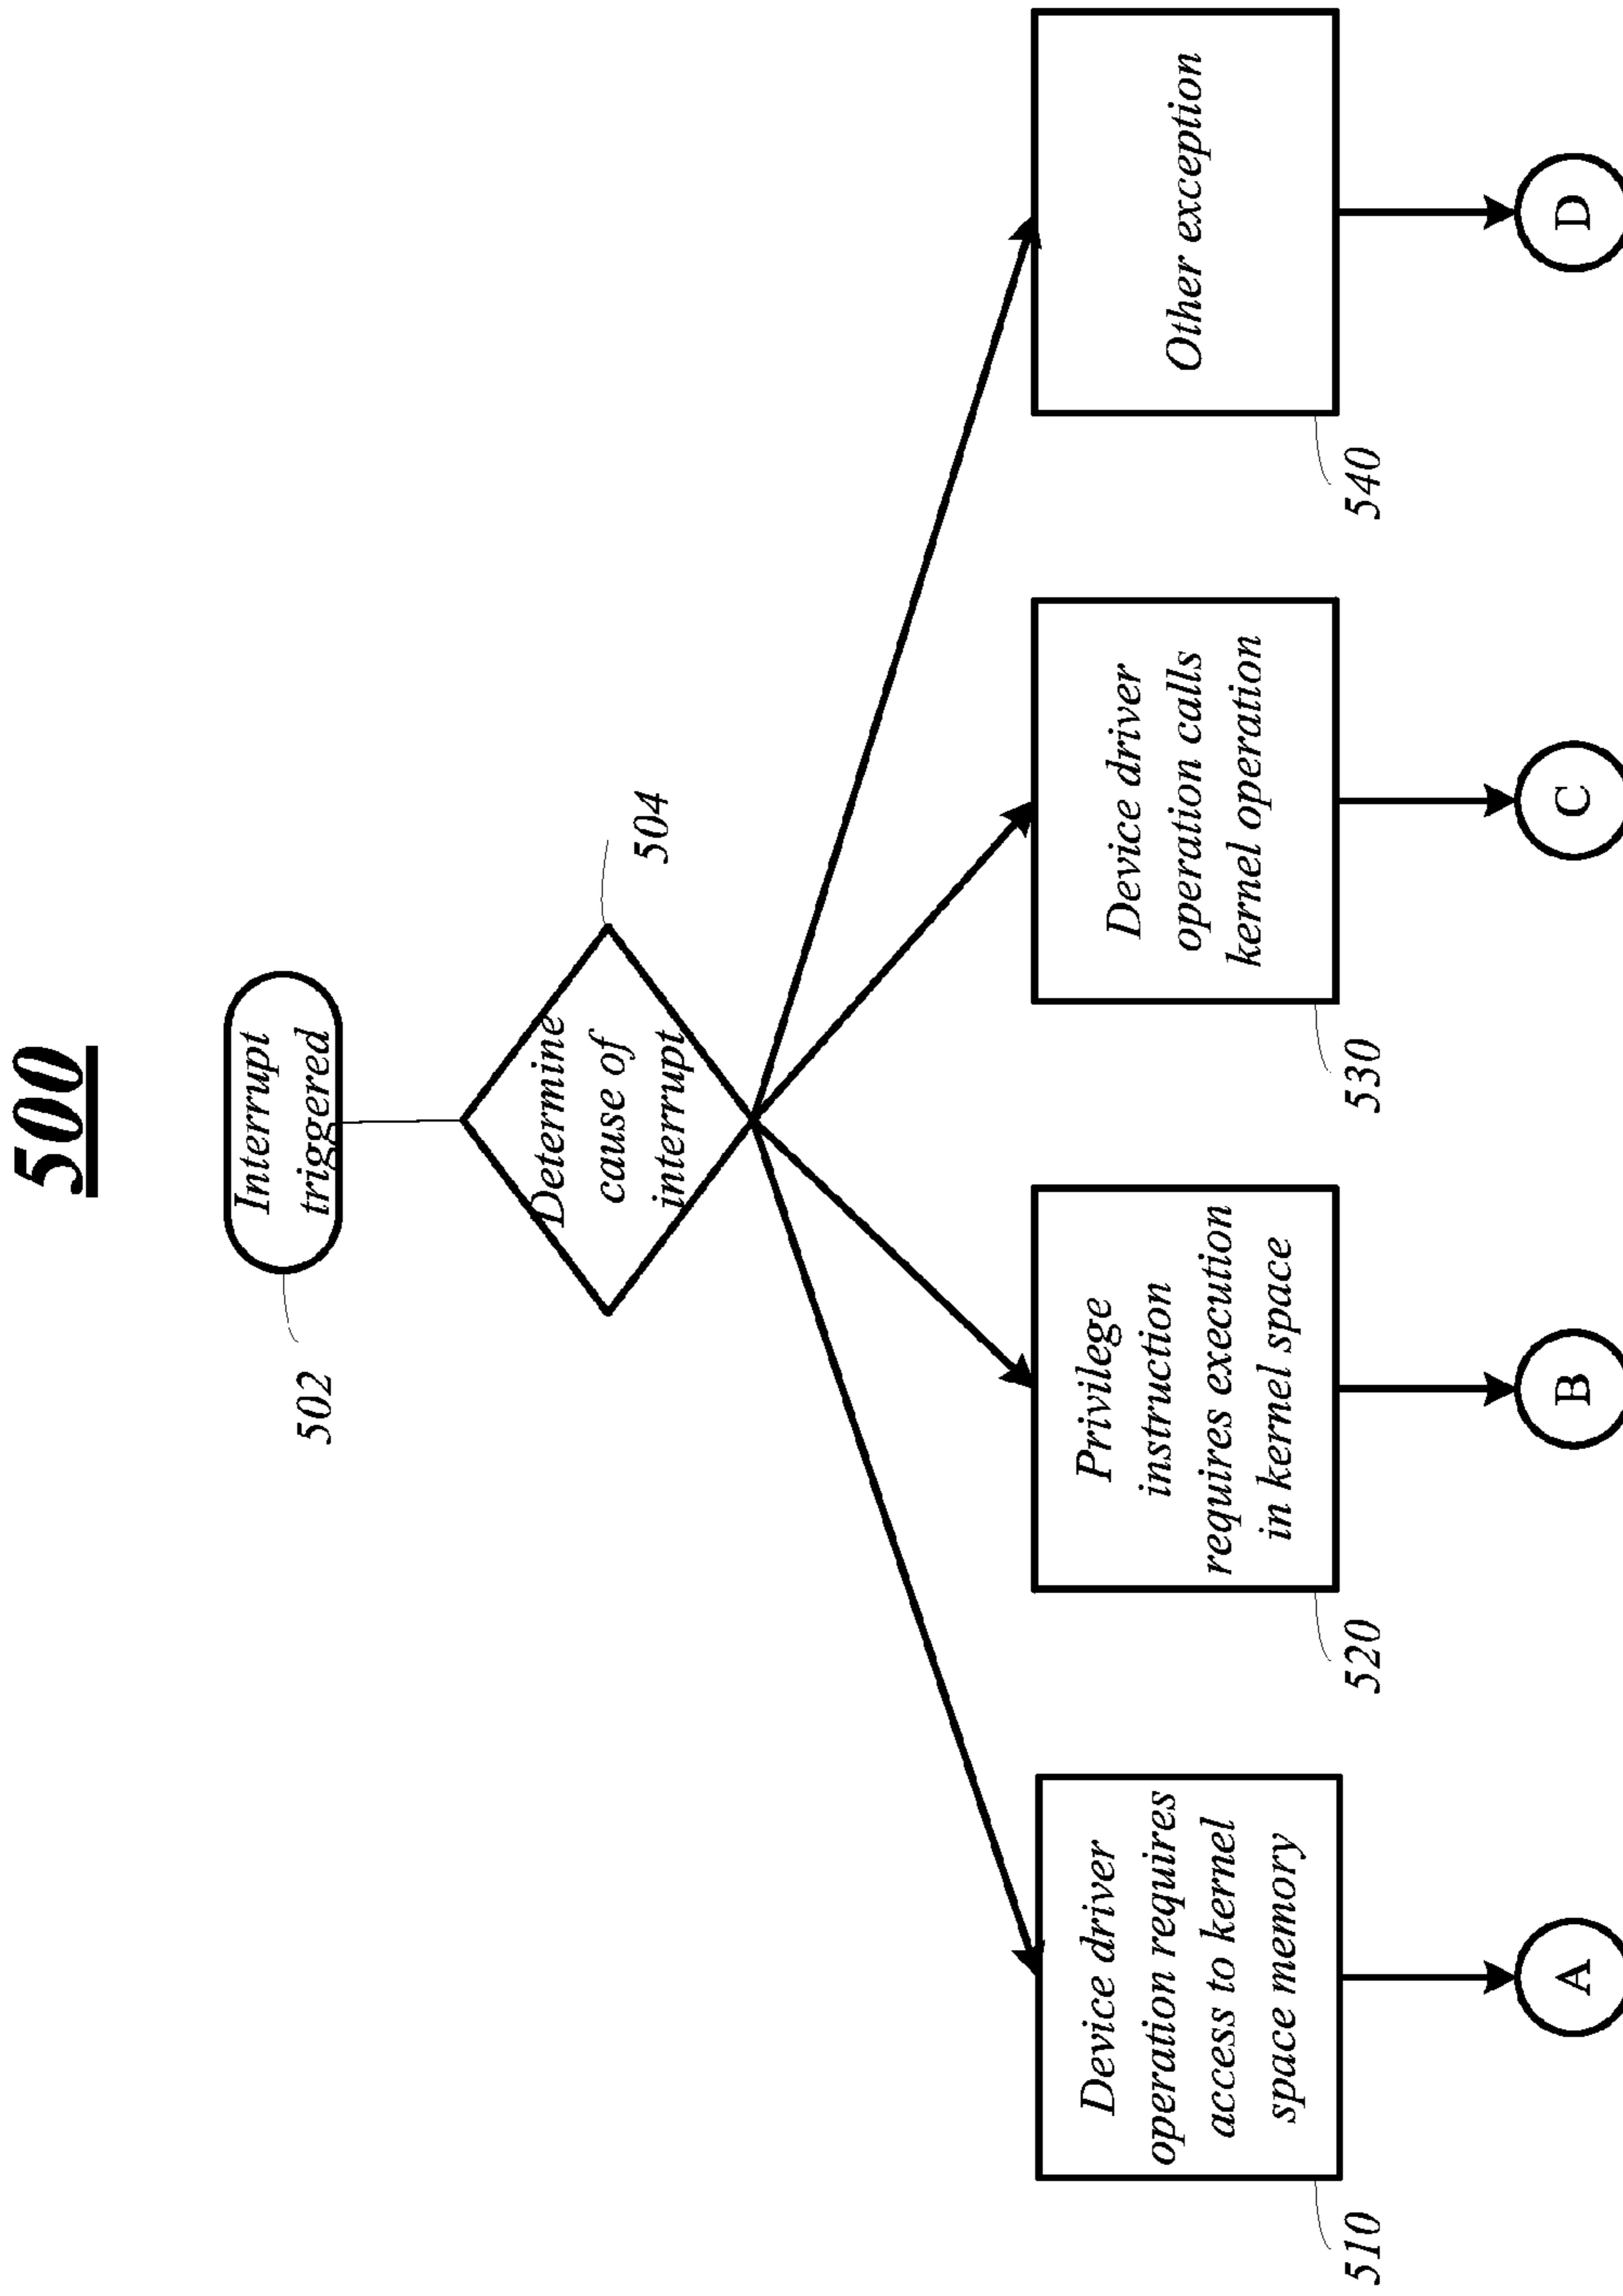 500
Interrupt
triggered
502
Determine
cause of
interrupt
504
Device driver
operation requires
access to kernel
space memory
510
Privilege
instruction
requires execution
in kernel space
520
Device driver
operation calls
kernel operation
530
Other exception
540
A
B
C
D